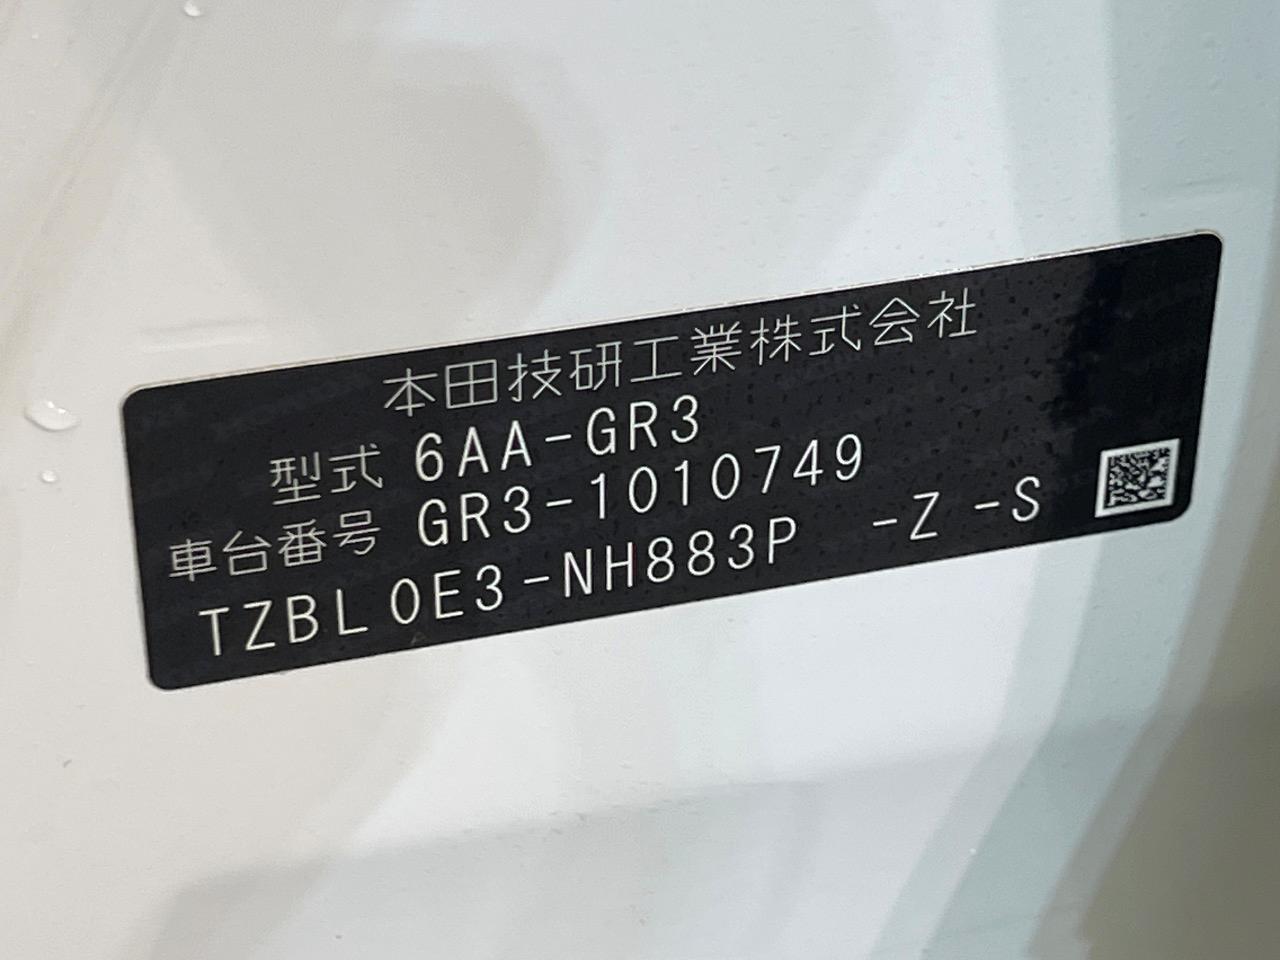 本田技研工業株式会社
型式 6AA-GR3
車台番号 GR3-1010749
TZBL0E3-NH883P -Z -S